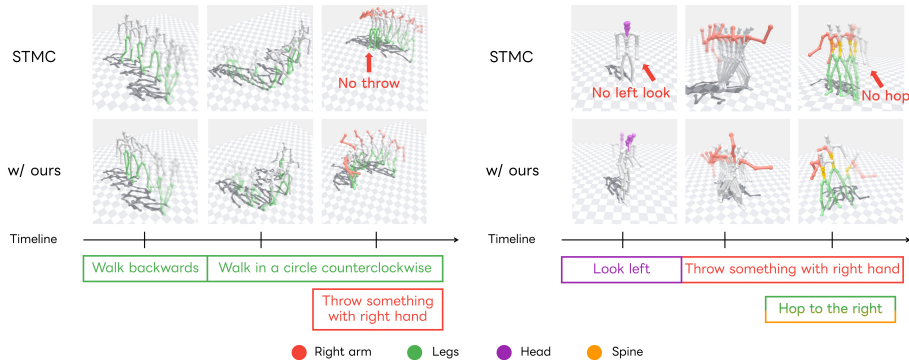 STMC
No throw
w/ ours
Timeline
Walk backwards
Walk in a circle counterclockwise
Throw something
with right hand
STMC
No left look
No hop
w/ ours
Look left
Throw something with right hand
Hop to the right
Right arm
Legs
Head
Spine
Timeline